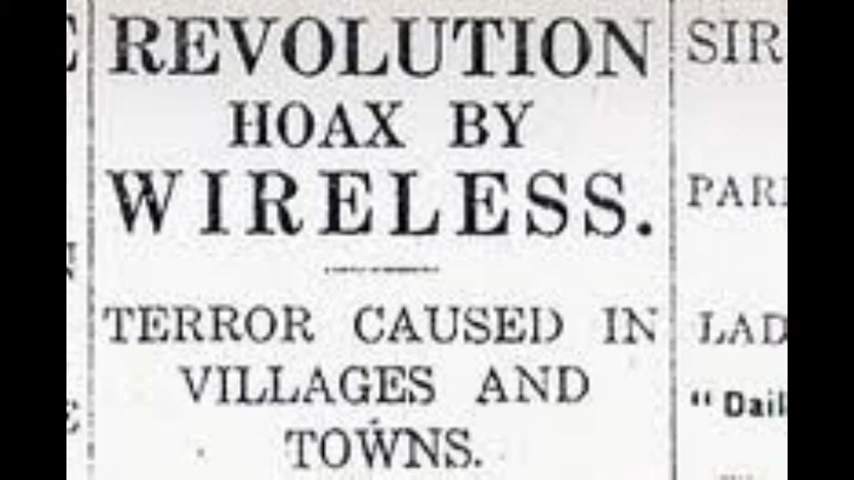 REVOLUTION
HOAX BY
WIRELESS.
TERROR CAUSED IN
VILLAGES AND
TOWNS.
SIR
PAR
LAD
"Dail